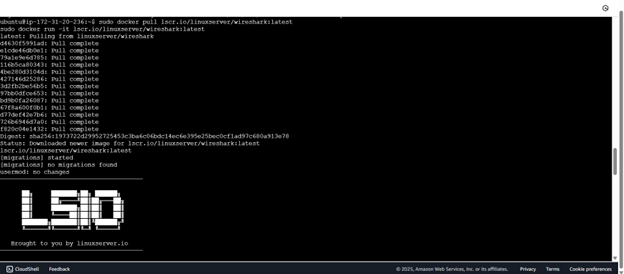 ubuntu@ip-172-31-20-236:~$ sudo docker pull lscr.io/linuxserver/wireshark:latest
sudo docker run -it lscr.io/linuxserver/wireshark:latest
latest: Pulling from linuxserver/wireshark
d4630f5991ad: Pull complete
e1cde46db0e1: Pull complete
79a1e9e6d785: Pull complete
116b5ca80343: Pull complete
4be280d3104d: Pull complete
427146d25286: Pull complete
3d2fb2be56b5: Pull complete
97bb0dfce653: Pull complete
bd9b0fa26087: Pull complete
67f8a600f0b1: Pull complete
d77def42e7b6: Pull complete
726b6946d7a0: Pull complete
f820c04e1432: Pull complete
Digest: sha256:1973722d29952725453c3ba6c06bdc14ec6e395e25bec0cf1ad97c680a913e78
Status: Downloaded newer image for lscr.io/linuxserver/wireshark:latest
lscr.io/linuxserver/wireshark:latest
[migrations] started
[migrations] no migrations found
usermod: no changes
LSIO
Brought to you by linuxserver.io
CloudShell Feedback © 2025, Amazon Web Services, Inc. or its affiliates. Privacy Terms Cookie preferences